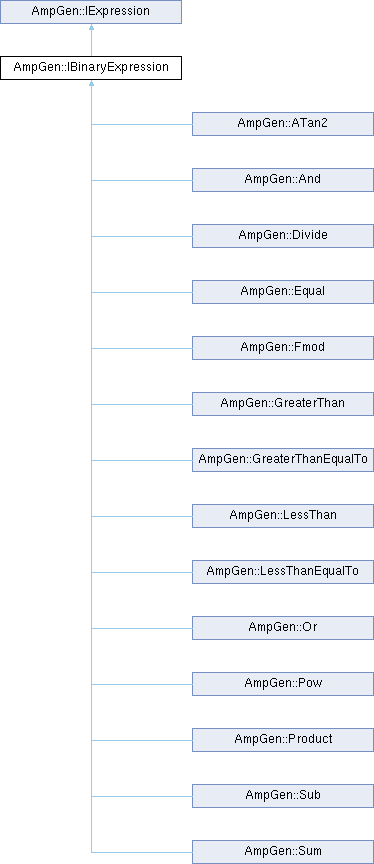 AmpGen::IExpression
AmpGen::IBinaryExpression
AmpGen::ATan2
AmpGen::And
AmpGen::Divide
AmpGen::Equal
AmpGen::Fmod
AmpGen::GreaterThan
AmpGen::GreaterThanEqualTo
AmpGen::LessThan
AmpGen::LessThanEqualTo
AmpGen::Or
AmpGen::Pow
AmpGen::Product
AmpGen::Sub
AmpGen::Sum